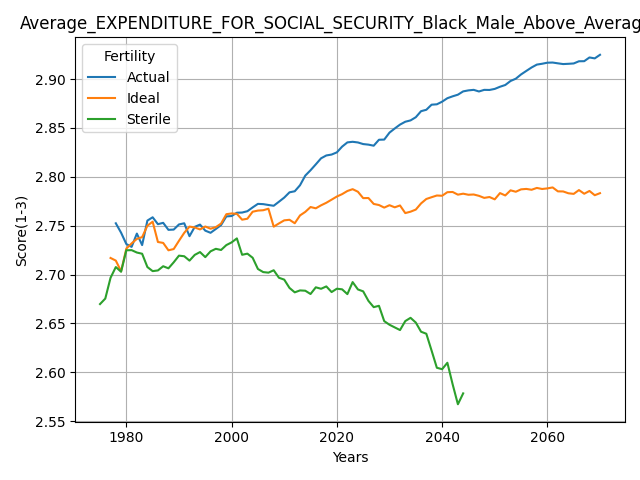 Average_EXPENDITURE_FOR_SOCIAL_SECURITY_Black_Male_Above_Averag
Fertility
Actual
Ideal
Sterile
Score(1-3)
2.90
2.85
2.80
2.75
2.70
2.65
2.60
2.55
1980 2000 2020 2040 2060
Years